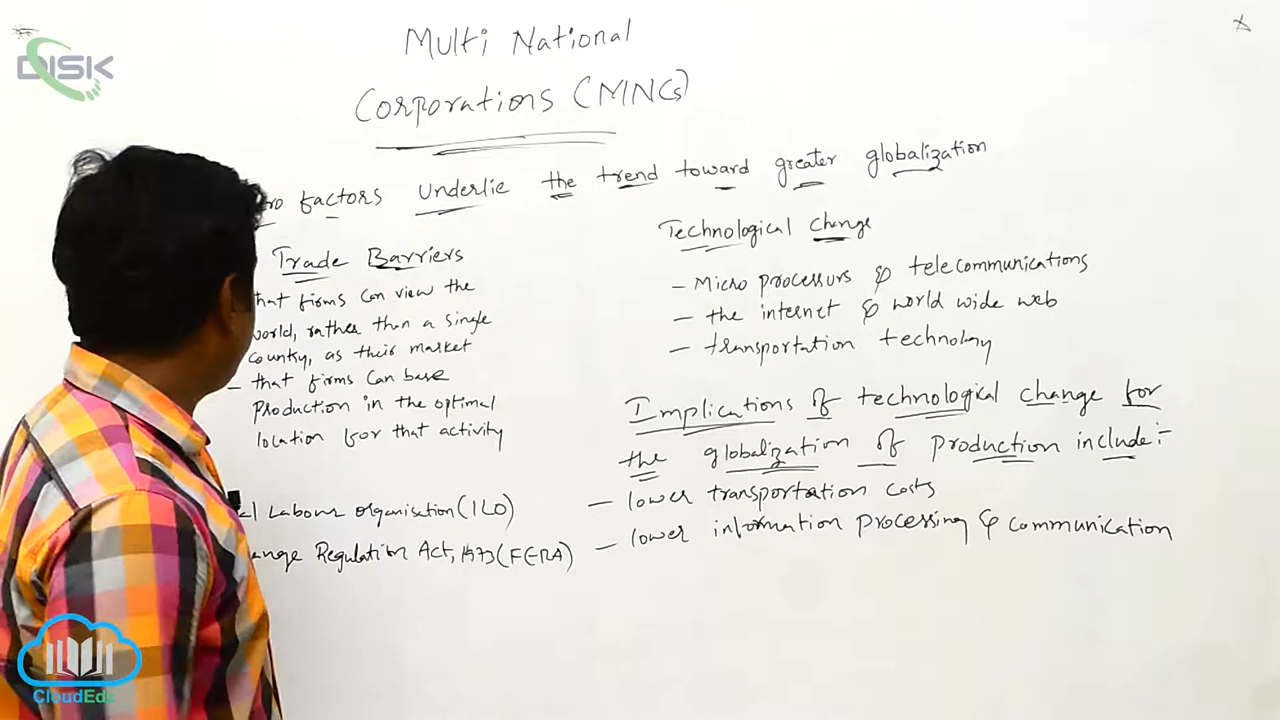 DISK
Multi National
Corporations (MNCs)
factors underlie the trend toward greater globalization
Trade Barriers
that firms can view the
world, rather than a single
country, as their market
- that firms can base
production in the optimal
location for that activity
Labour organisation (ILO)
Regulation Act, 1973 (FERA)
Technological change
- Micro processors & telecommunications
- the internet & world wide web
- transportation technology
Implications of technological change for
the globalization of production include:-
- lower transportation costs
- lower information processing & communication
CloudEdz